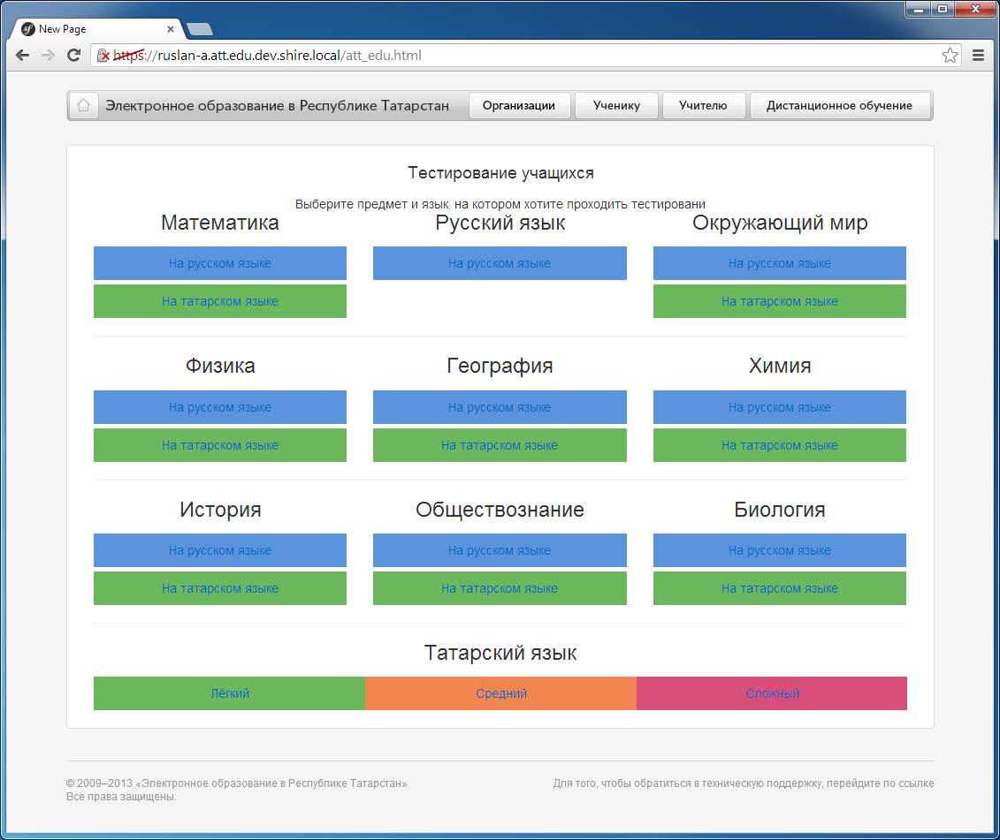 New Page
https://ruslan-a.att.edu.dev.shire.local/att_edu.html
Электронное образование в Республике Татарстан Организации Ученику Учителю Дистанционное обучение
Тестирование учащихся
Выберите предмет и язык, на котором хотите проходить тестировани
Математика Русский язык Окружающий мир
На русском языке На русском языке На русском языке
На татарском языке На татарском языке
Физика География Химия
На русском языке На русском языке На русском языке
На татарском языке На татарском языке На татарском языке
История Обществознание Биология
На русском языке На русском языке На русском языке
На татарском языке На татарском языке На татарском языке
Татарский язык
Лёгкий Средний Сложный
© 2009–2013 «Электронное образование в Республике Татарстан» Для того, чтобы обратиться в техническую поддержку, перейдите по ссылке
Все права защищены.